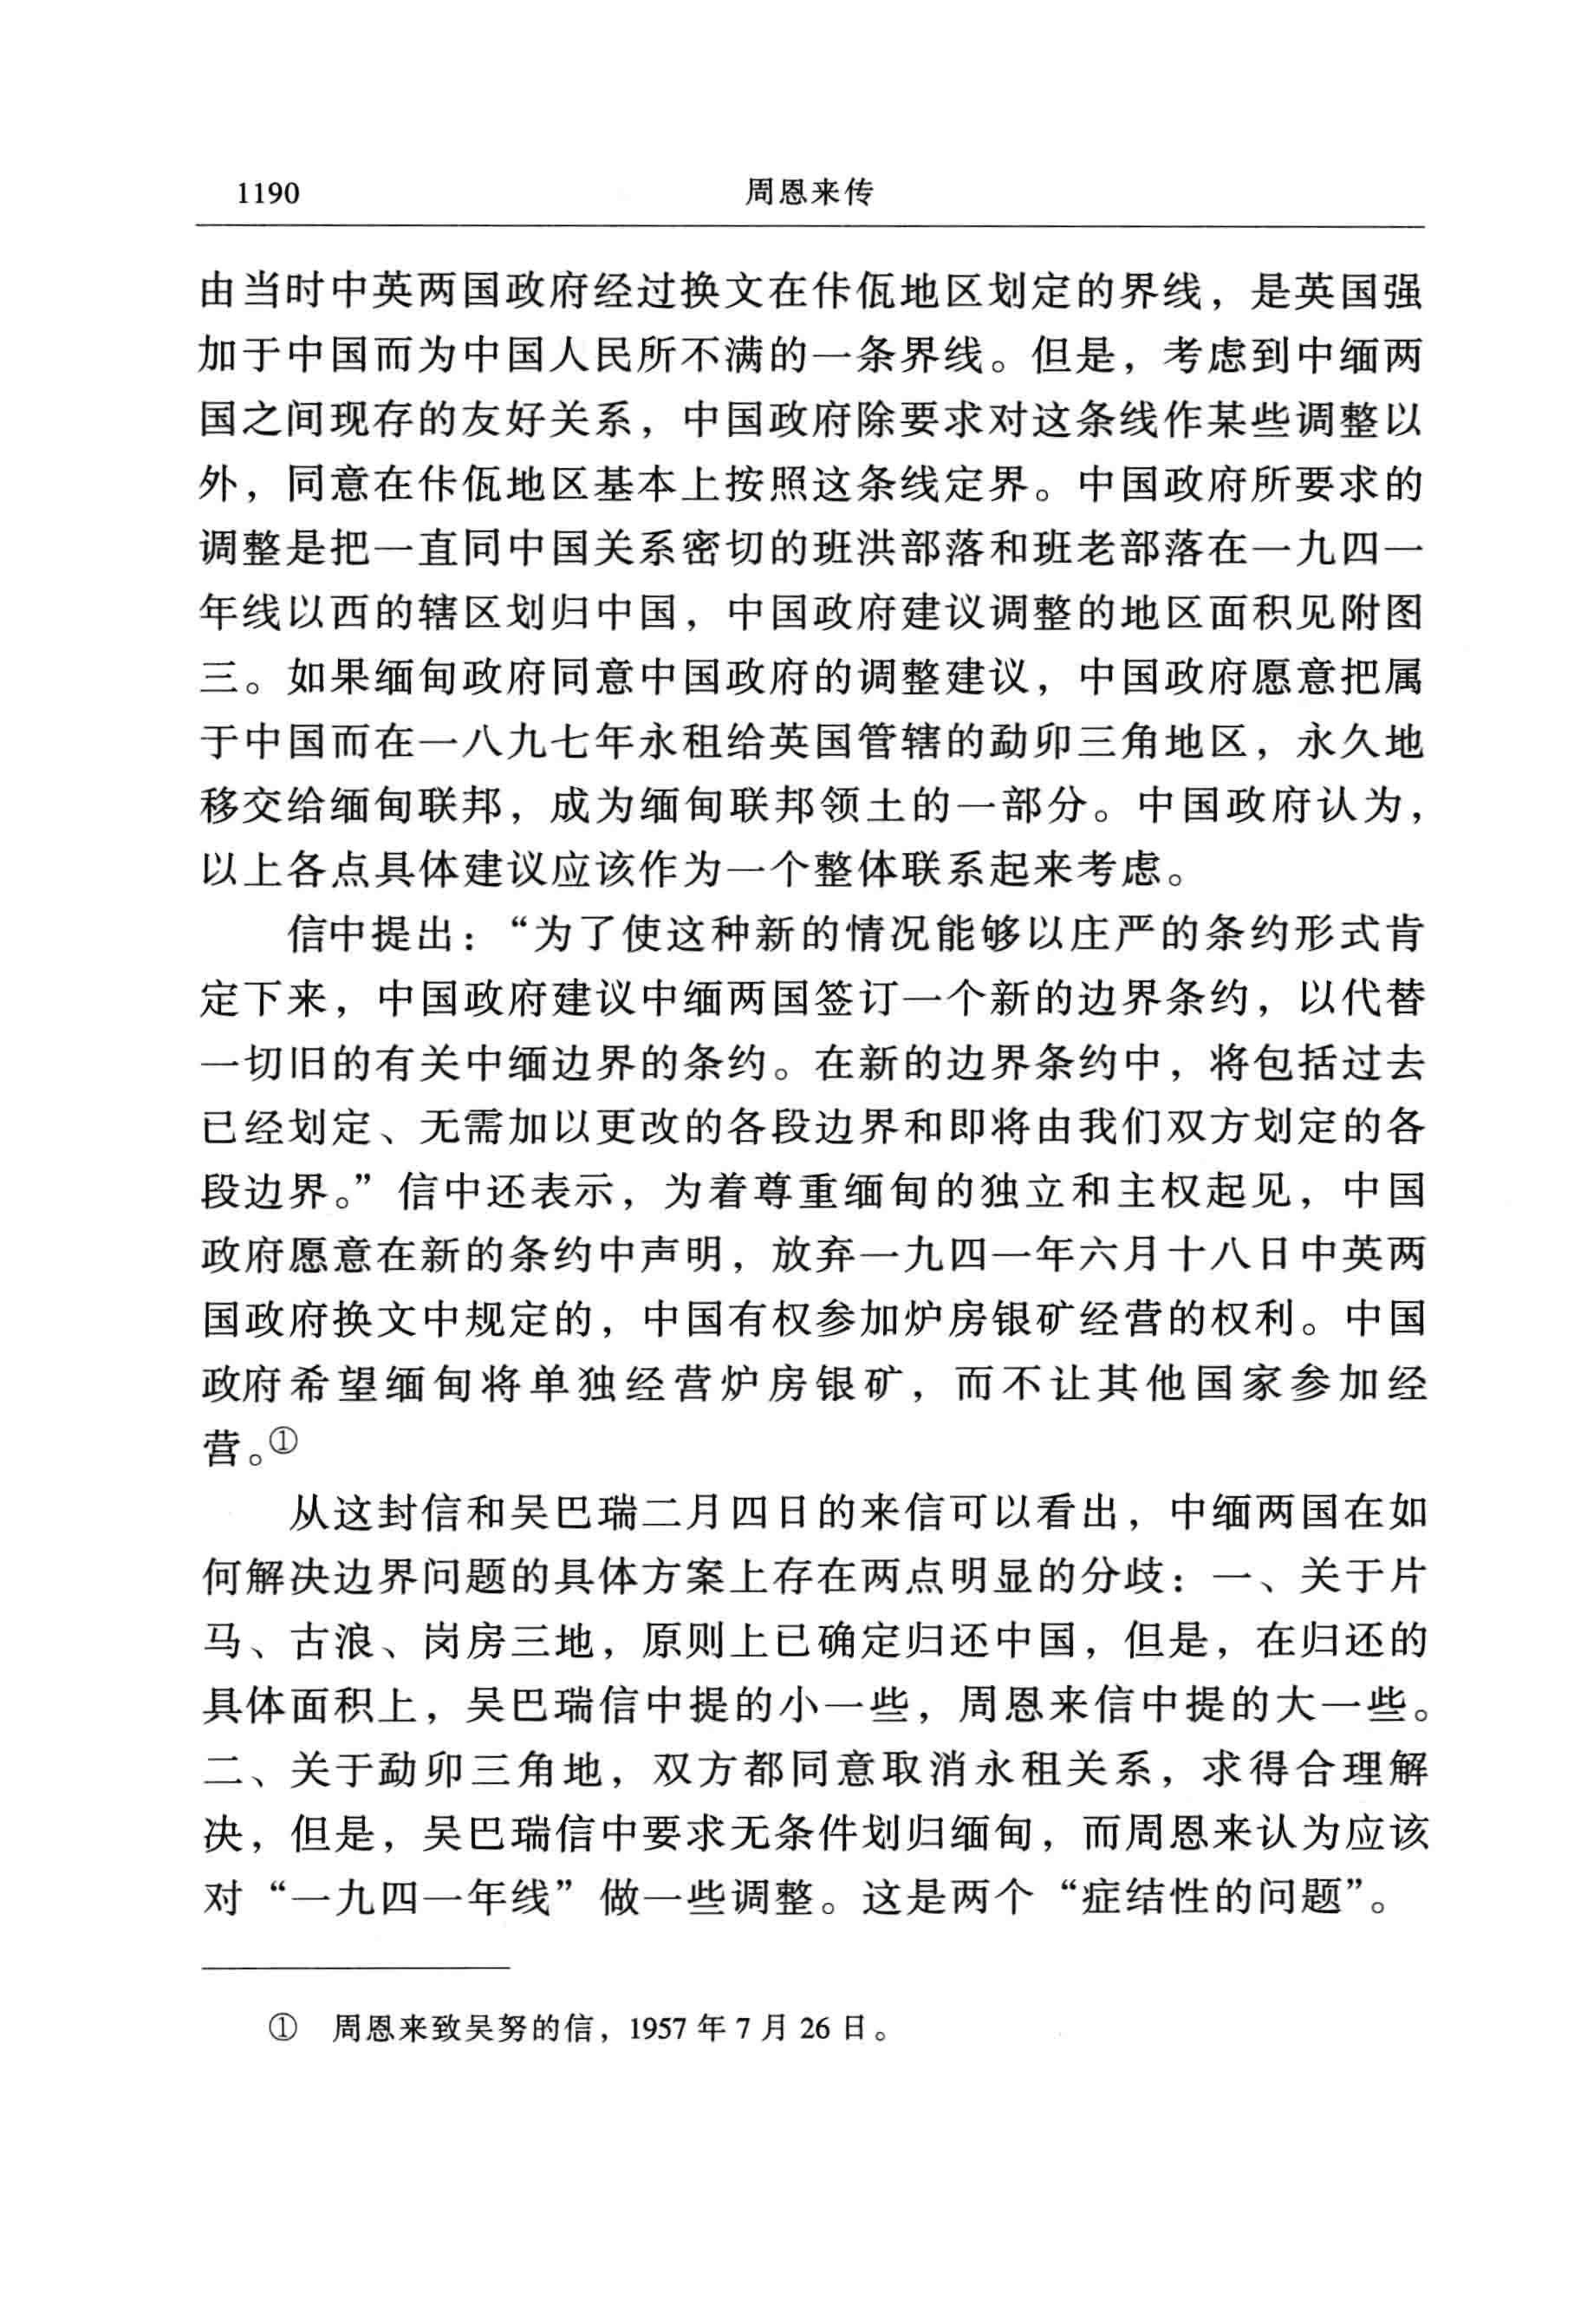 1190
周恩来传
由当时中英两国政府经过换文在佧佤地区划定的界线，是英国强
加于中国而为中国人民所不满的一条界线。但是，考虑到中缅两
国之间现存的友好关系，中国政府除要求对这条线作某些调整以
外，同意在佧佤地区基本上按照这条线定界。中国政府所要求的
调整是把一直同中国关系密切的班洪部落和班老部落在一九四一
年线以西的辖区划归中国，中国政府建议调整的地区面积见附图
三。如果缅甸政府同意中国政府的调整建议，中国政府愿意把属
于中国而在一八九七年永租给英国管辖的勐卯三角地区，永久地
移交给缅甸联邦，成为缅甸联邦领土的一部分。中国政府认为，
以上各点具体建议应该作为一个整体联系起来考虑。
信中提出：“为了使这种新的情况能够以庄严的条约形式肯
定下来，中国政府建议中缅两国签订一个新的边界条约，以代替
一切旧的有关中缅边界的条约。在新的边界条约中，将包括过去
已经划定、无需加以更改的各段边界和即将由我们双方划定的各
段边界。”信中还表示，为着尊重缅甸的独立和主权起见，中国
政府愿意在新的条约中声明，放弃一九四一年六月十八日中英两
国政府换文中规定的，中国有权参加炉房银矿经营的权利。中国
政府希望缅甸将单独经营炉房银矿，而不让其他国家参加经
营。①
从这封信和吴巴瑞二月四日的来信可以看出，中缅两国在如
何解决边界问题的具体方案上存在两点明显的分歧：一、关于片
马、古浪、岗房三地，原则上已确定归还中国，但是，在归还的
具体面积上，吴巴瑞信中提的小一些，周恩来信中提的大一些。
二、关于勐卯三角地，双方都同意取消永租关系，求得合理解
决，但是，吴巴瑞信中要求无条件划归缅甸，而周恩来认为应该
对“一九四一年线”做一些调整。这是两个“症结性的问题”。
① 周恩来致吴努的信，1957年7月26日。